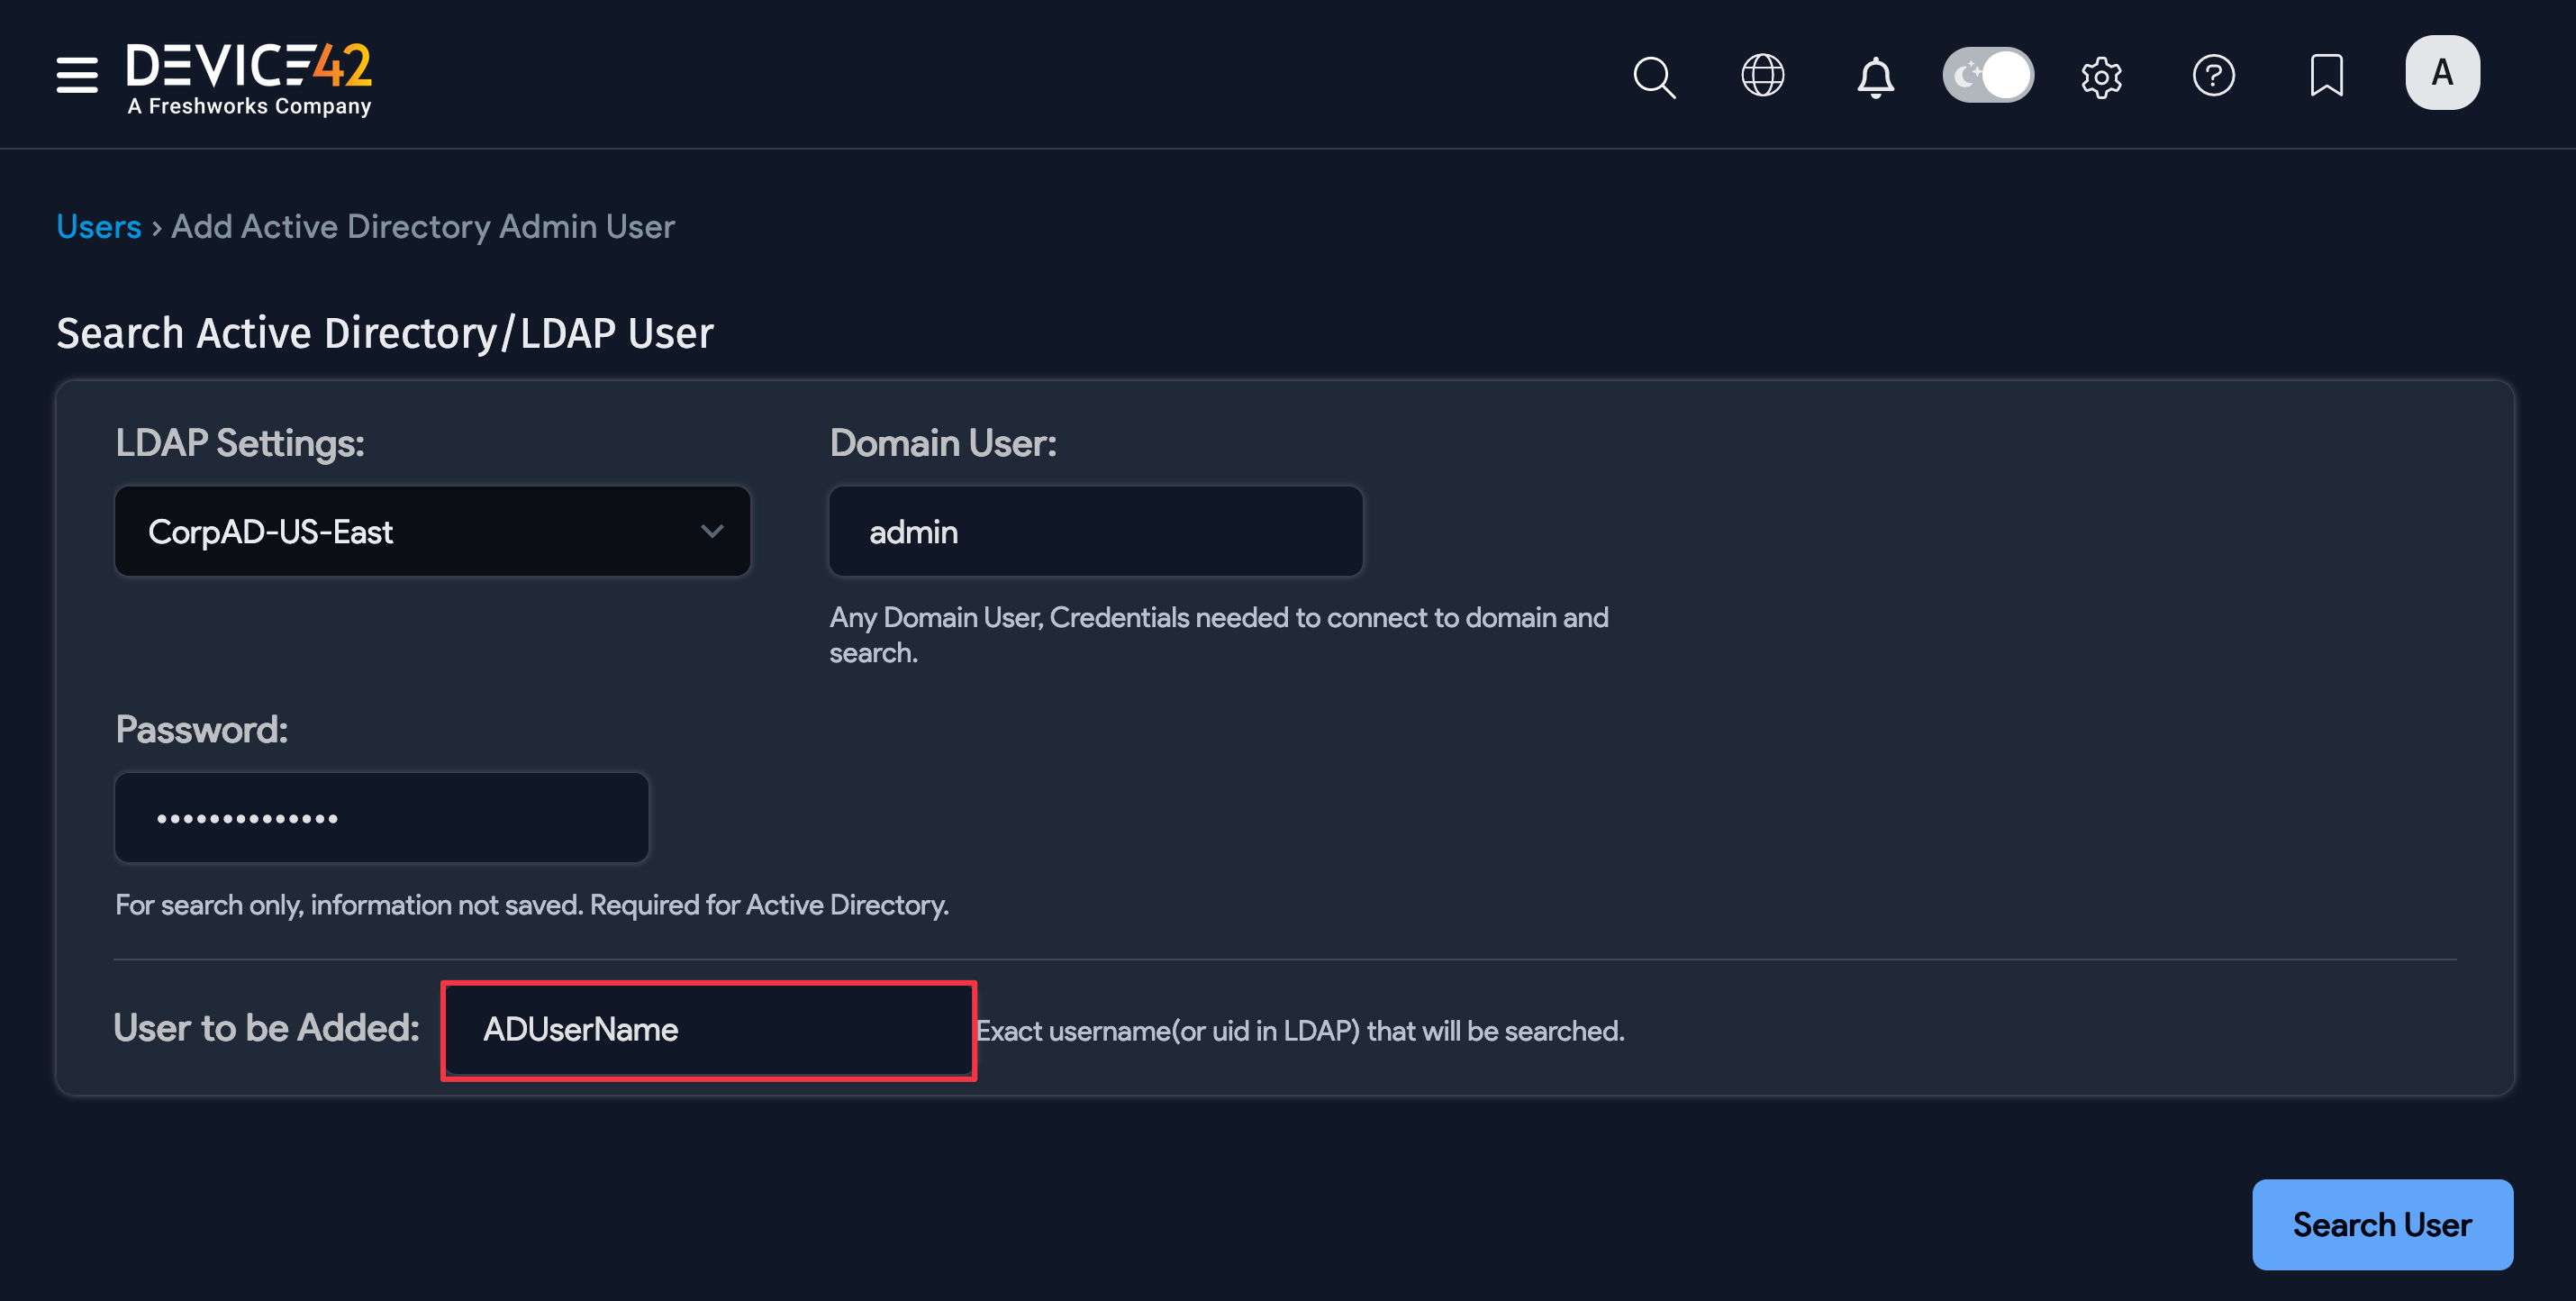 DEVICE42
A Freshworks Company
A
Users › Add Active Directory Admin User
Search Active Directory/LDAP User
LDAP Settings:
Domain User:
CorpAD-US-East
admin
Any Domain User, Credentials needed to connect to domain and
search.
Password:
••••••••••••••
For search only, information not saved. Required for Active Directory.
User to be Added:
ADUserName
Exact username(or uid in LDAP) that will be searched.
Search User